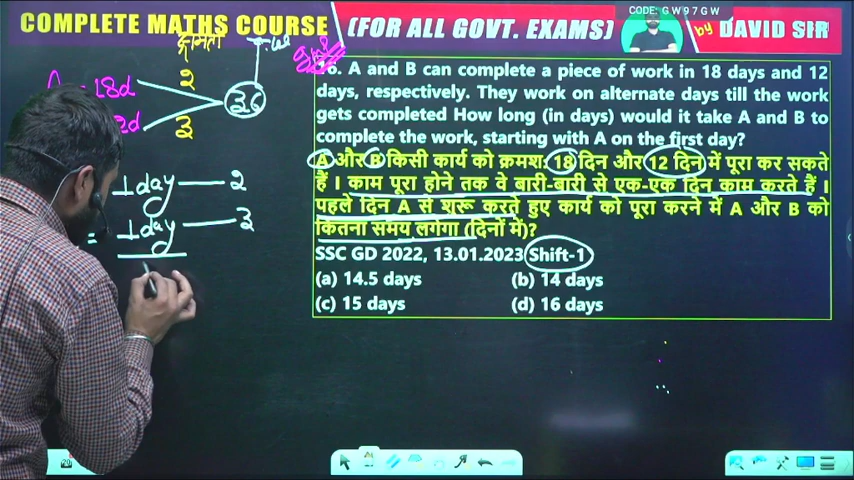 CODE: GW97GW
COMPLETE MATHS COURSE (FOR ALL GOVT. EXAMS) by DAVID SIR
क्षमता
18d
2
36
2d
3
1 day — 2
= 1 day — 3
6. A and B can complete a piece of work in 18 days and 12
days, respectively. They work on alternate days till the work
gets completed How long (in days) would it take A and B to
complete the work, starting with A on the first day?
A और B किसी कार्य को क्रमश: 18 दिन और 12 दिन में पूरा कर सकते
हैं । काम पूरा होने तक वे बारी-बारी से एक-एक दिन काम करते हैं ।
पहले दिन A से शुरू करते हुए कार्य को पूरा करने में A और B को
कितना समय लगेगा (दिनों में)?
SSC GD 2022, 13.01.2023 Shift-1
(a) 14.5 days (b) 14 days
(c) 15 days (d) 16 days